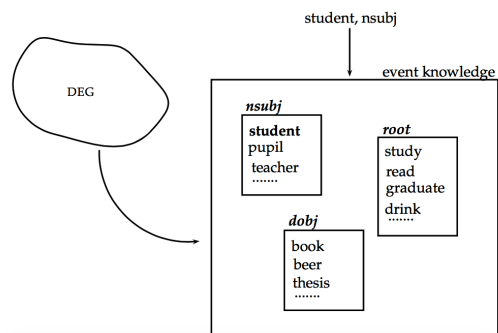 student, nsubj
event knowledge
DEG
nsubj
student
pupil
teacher
.......
root
study
read
graduate
drink
.......
dobj
book
beer
thesis
.......